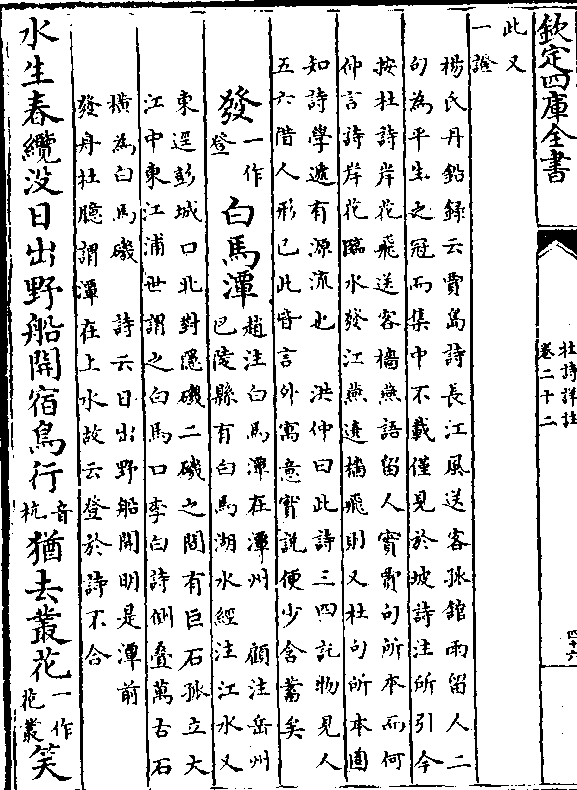 欽定四庫全書
杜詩詳註
卷二十二
四十六
此又
一證
楊氏丹鉛録云賈島詩長江風送客孤舘雨留人二
句為平生之冠而集中不載僅見於坡詩注所引今
按杜詩岸花飛送客檣燕語留人實賈句所本而何
仲言詩岸花臨水發江燕遶檣飛則又杜句所本固
知詩學遞有源流也 洪仲曰此詩三四託物見人
五六借人形已此皆言外寓意實說便少含蓄矣
發一作登白馬潭趙注白馬潭在潭州 顧注岳州
巴陵縣有白馬湖水經注江水又
東逕彭城口北對隱磯二磯之間有巨石孤立大
江中東江浦世謂之白馬口李白詩側疊萬古石
橫為白馬磯 詩云日出野船開明是潭前
發舟杜臆謂潭在上水故云登於詩不合
水生春纜没日出野船開宿鳥行音杭猶去叢花一作花叢笑